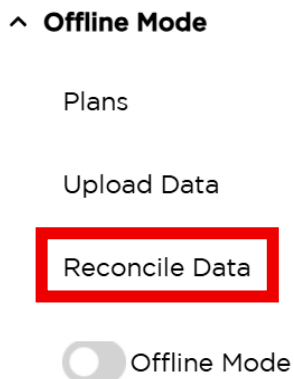 Offline Mode
Plans
Upload Data
Reconcile Data
Offline Mode